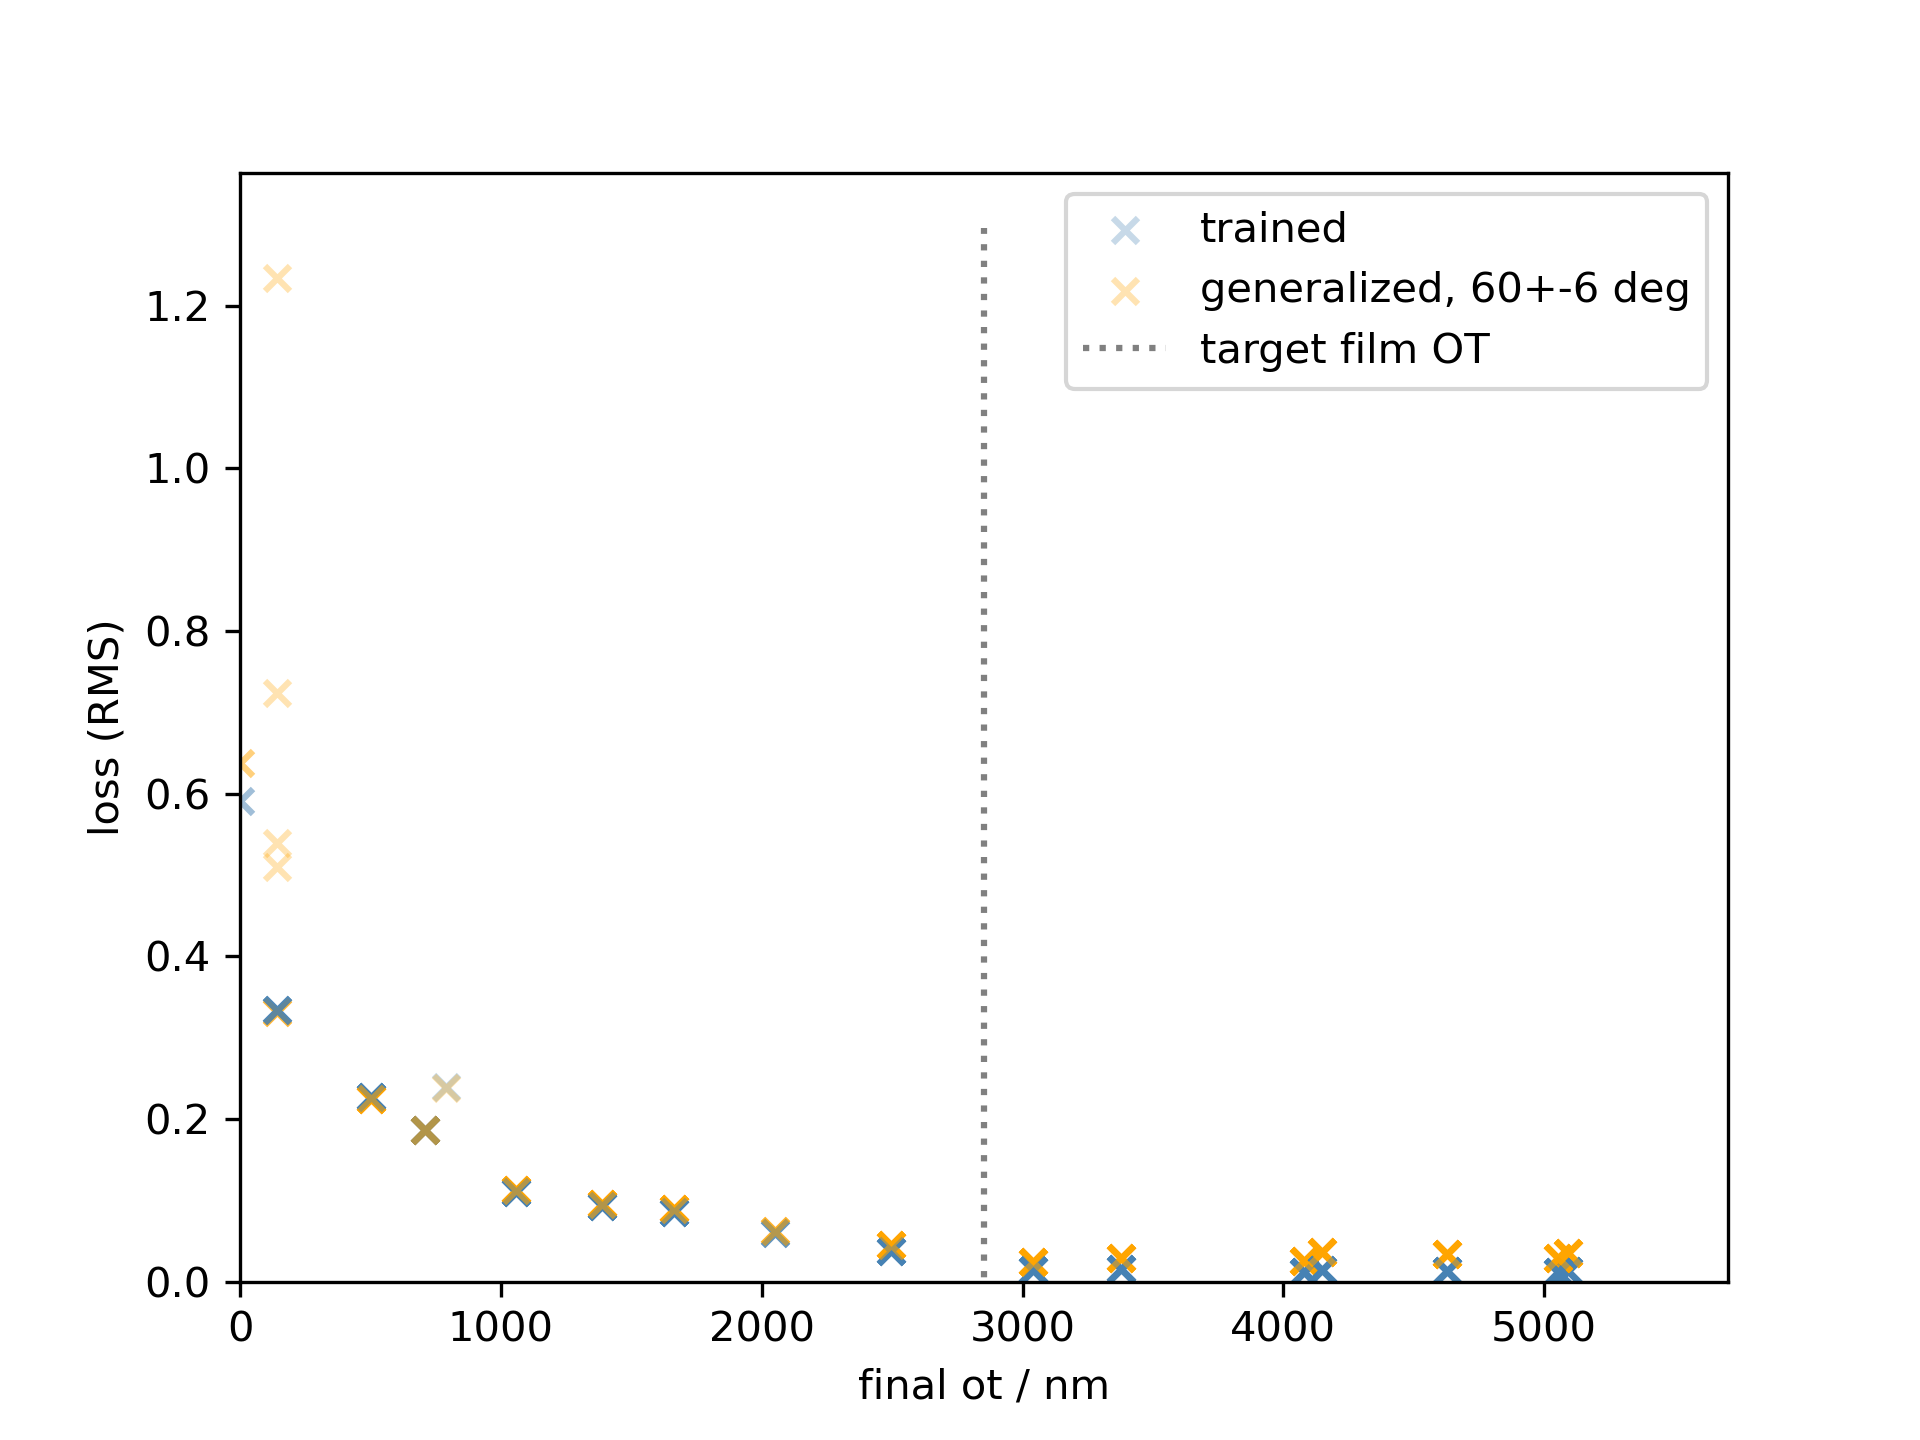 trained
generalized, 60+-6 deg
target film OT
1.2
1.0
0.8
0.6
0.4
0.2
0.0
loss (RMS)
0 1000 2000 3000 4000 5000
final ot / nm